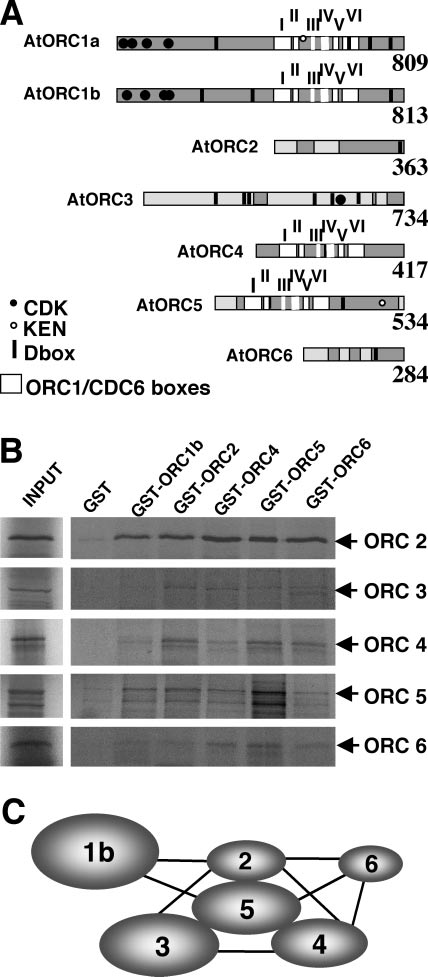 A
I II III IV V VI
AtORC1a
809
I II III IV V VI
AtORC1b
813
AtORC2
363
AtORC3
734
I II III IV V VI
AtORC4
417
I II III IV V VI
AtORC5
534
CDK
KEN
Dbox
AtORC6
284
ORC1/CDC6 boxes
B
INPUT GST GST-ORC1b GST-ORC2 GST-ORC4 GST-ORC5 GST-ORC6
ORC 2
ORC 3
ORC 4
ORC 5
ORC 6
C
1b 2 6
5
3 4